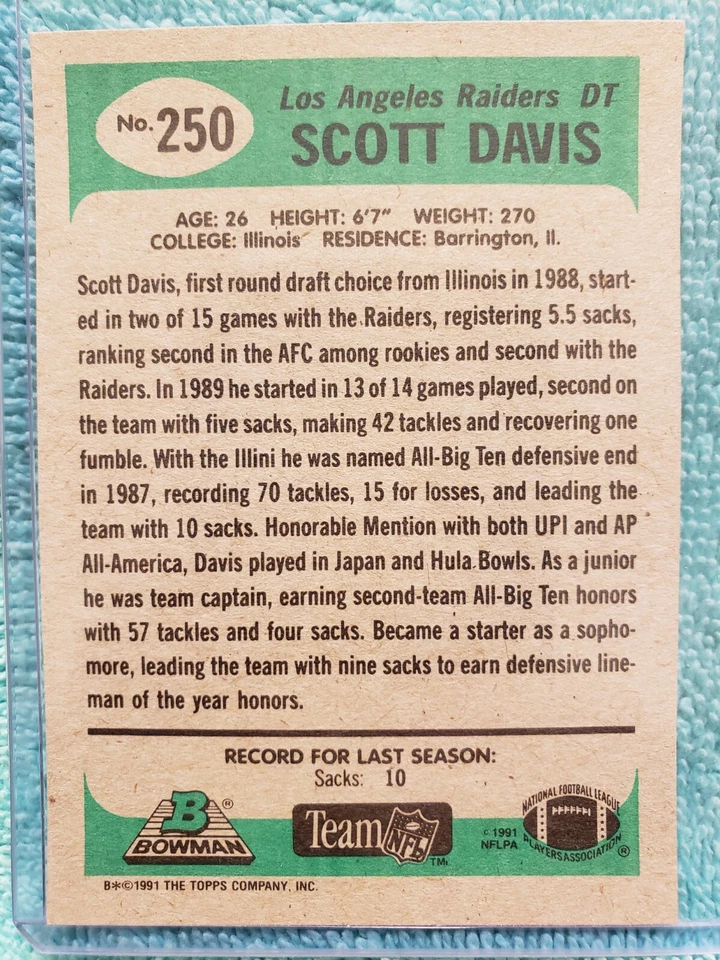 No. 250
Los Angeles Raiders DT
SCOTT DAVIS
AGE: 26 HEIGHT: 6'7" WEIGHT: 270
COLLEGE: Illinois RESIDENCE: Barrington, Il.
Scott Davis, first round draft choice from Illinois in 1988, start-
ed in two of 15 games with the Raiders, registering 5.5 sacks,
ranking second in the AFC among rookies and second with the
Raiders. In 1989 he started in 13 of 14 games played, second on
the team with five sacks, making 42 tackles and recovering one
fumble. With the Illini he was named All-Big Ten defensive end
in 1987, recording 70 tackles, 15 for losses, and leading the
team with 10 sacks. Honorable Mention with both UPI and AP
All-America, Davis played in Japan and Hula Bowls. As a junior
he was team captain, earning second-team All-Big Ten honors
with 57 tackles and four sacks. Became a starter as a sopho-
more, leading the team with nine sacks to earn defensive line-
man of the year honors.
RECORD FOR LAST SEASON:
Sacks: 10
B®
BOWMAN
Team NFL™
© 1991
NFLPA
NATIONAL FOOTBALL LEAGUE
PLAYERS ASSOCIATION ®
B*©1991 THE TOPPS COMPANY, INC.